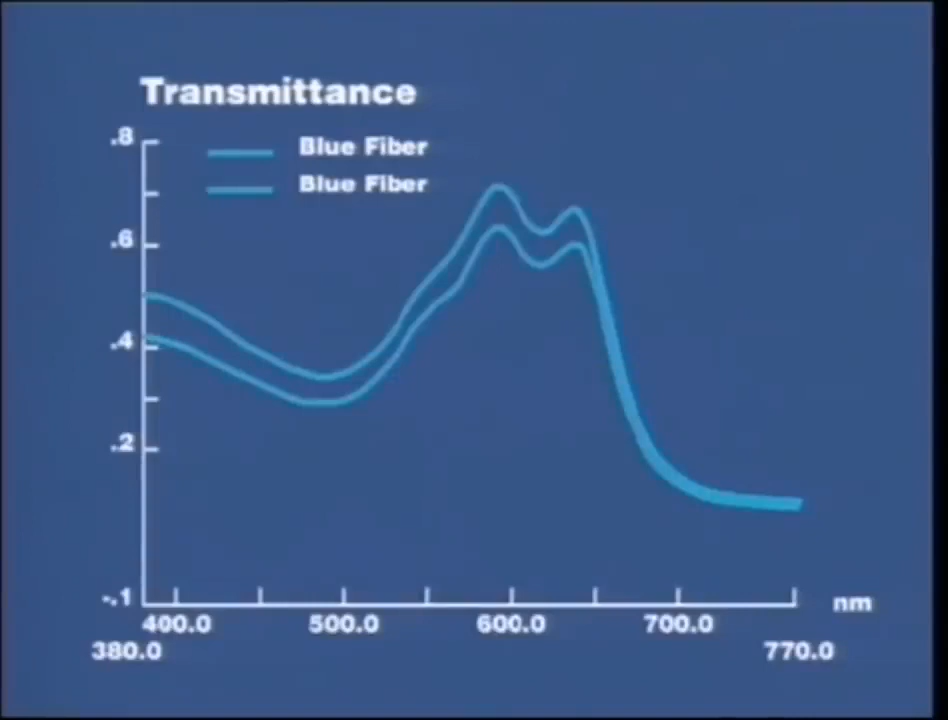 Transmittance
.8
Blue Fiber
Blue Fiber
.6
.4
.2
-.1
nm
400.0 500.0 600.0 700.0
380.0 770.0